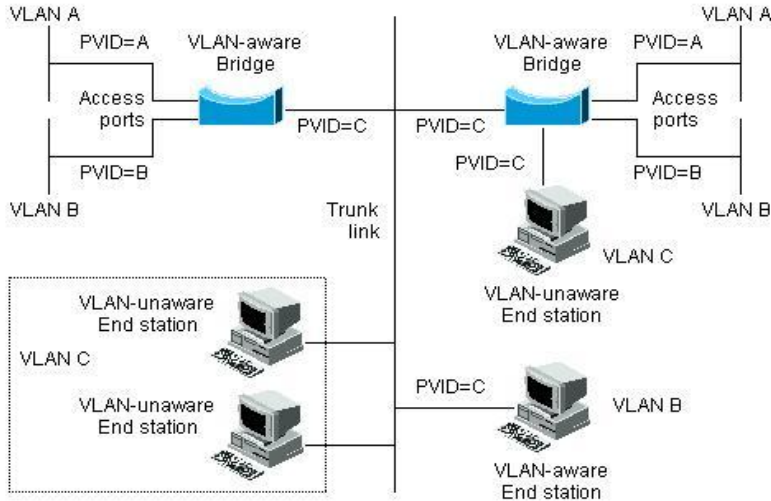 VLAN A
PVID=A
VLAN-aware
Bridge
Access
ports
PVID=C
PVID=B
VLAN B
VLAN A
VLAN-aware
Bridge
PVID=A
Access
ports
PVID=C
PVID=C
PVID=B
VLAN B
Trunk
link
VLAN C
VLAN-unaware
End station
VLAN-unaware
End station
VLAN C
VLAN-unaware
End station
PVID=C
VLAN B
VLAN-aware
End station